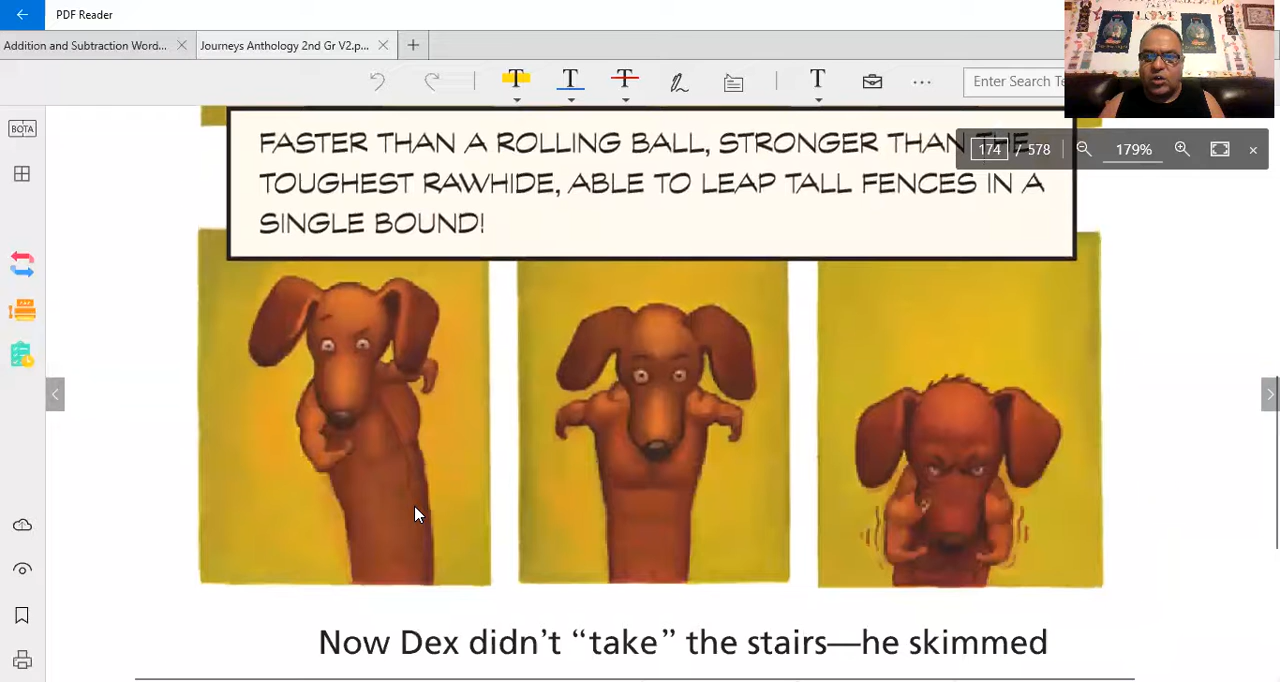 PDF Reader
Addition and Subtraction Word...
Journeys Anthology 2nd Gr V2.p...
Enter Search Te
BOTA
174 / 578
179%
FASTER THAN A ROLLING BALL, STRONGER THAN THE
TOUGHEST RAWHIDE, ABLE TO LEAP TALL FENCES IN A
SINGLE BOUND!
Now Dex didn't “take” the stairs—he skimmed